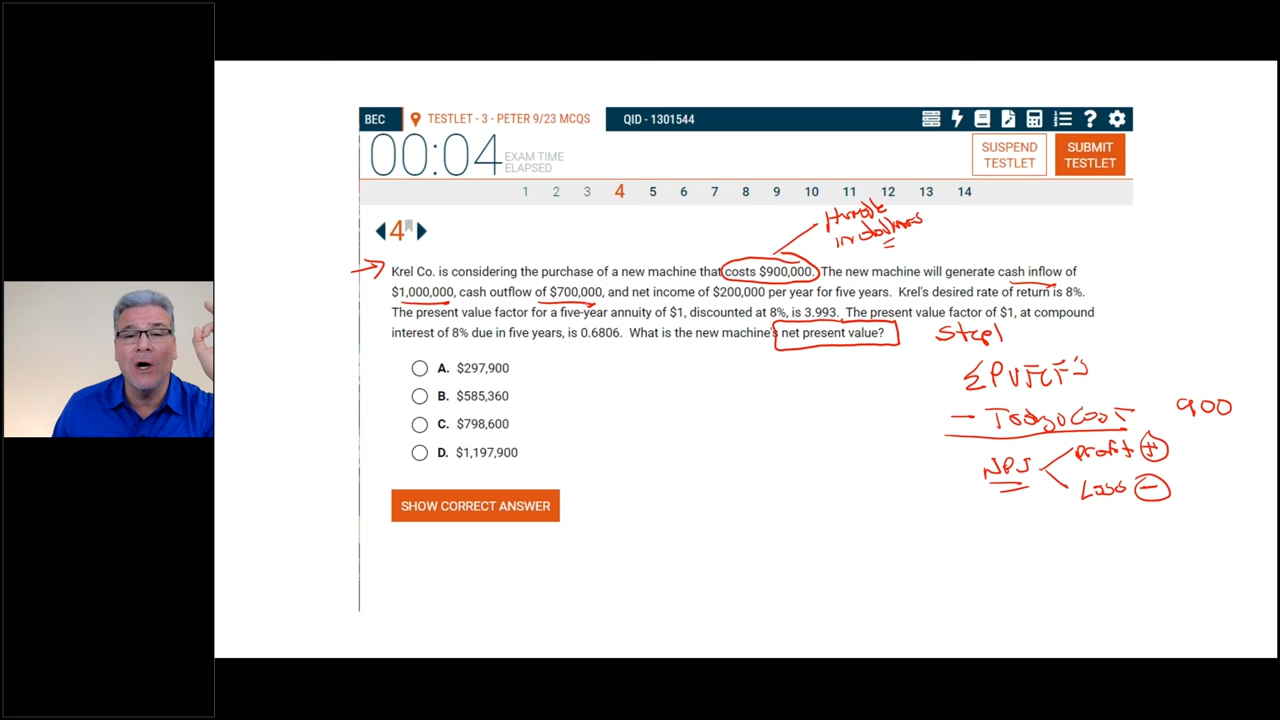 BEC TESTLET - 3 - PETER 9/23 MCQS QID - 1301544
00:04 EXAM TIME ELAPSED
SUSPEND TESTLET
SUBMIT TESTLET
1 2 3 4 5 6 7 8 9 10 11 12 13 14
4
Hurdle
Krel Co. is considering the purchase of a new machine that costs $900,000. The new machine will generate cash inflow of
$1,000,000, cash outflow of $700,000, and net income of $200,000 per year for five years. Krel's desired rate of return is 8%.
The present value factor for a five-year annuity of $1, discounted at 8%, is 3.993. The present value factor of $1, at compound
interest of 8% due in five years, is 0.6806. What is the new machine's net present value?
Step 1
A. $297,900
B. $585,360
C. $798,600
D. $1,197,900
Σ PV FCF's
- Today's Cost 900
NPV
profit +
Loss -
SHOW CORRECT ANSWER